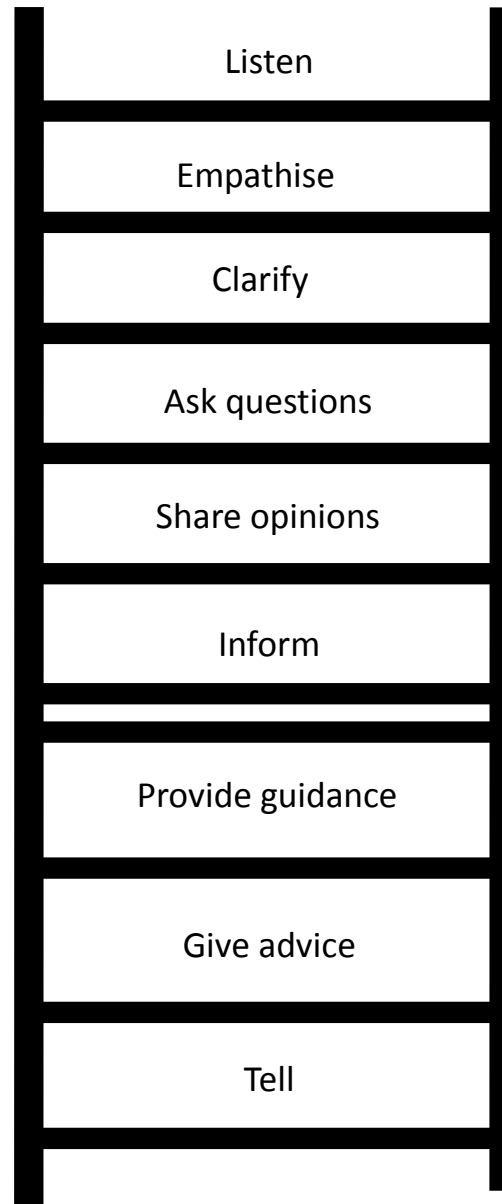 Listen
Empathise
Clarify
Ask questions
Share opinions
Inform
Provide guidance
Give advice
Tell